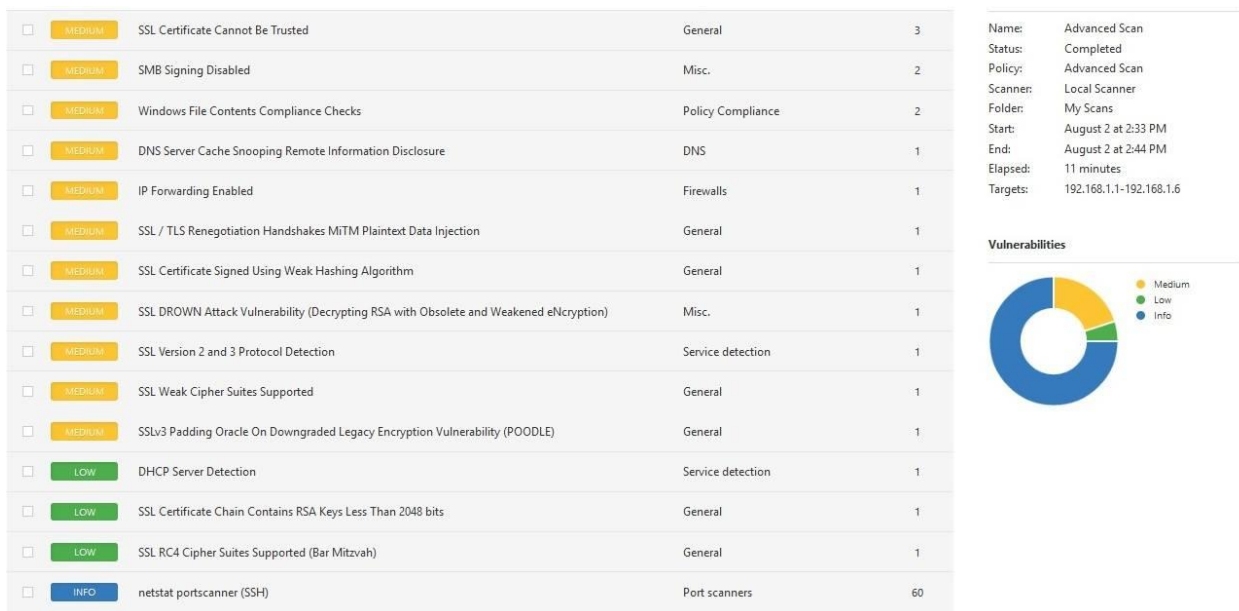 MEDIUM SSL Certificate Cannot Be Trusted General 3
MEDIUM SMB Signing Disabled Misc. 2
MEDIUM Windows File Contents Compliance Checks Policy Compliance 2
MEDIUM DNS Server Cache Snooping Remote Information Disclosure DNS 1
MEDIUM IP Forwarding Enabled Firewalls 1
MEDIUM SSL / TLS Renegotiation Handshakes MiTM Plaintext Data Injection General 1
MEDIUM SSL Certificate Signed Using Weak Hashing Algorithm General 1
MEDIUM SSL DROWN Attack Vulnerability (Decrypting RSA with Obsolete and Weakened eNcryption) Misc. 1
MEDIUM SSL Version 2 and 3 Protocol Detection Service detection 1
MEDIUM SSL Weak Cipher Suites Supported General 1
MEDIUM SSLv3 Padding Oracle On Downgraded Legacy Encryption Vulnerability (POODLE) General 1
LOW DHCP Server Detection Service detection 1
LOW SSL Certificate Chain Contains RSA Keys Less Than 2048 bits General 1
LOW SSL RC4 Cipher Suites Supported (Bar Mitzvah) General 1
INFO netstat portscanner (SSH) Port scanners 60
Name: Advanced Scan
Status: Completed
Policy: Advanced Scan
Scanner: Local Scanner
Folder: My Scans
Start: August 2 at 2:33 PM
End: August 2 at 2:44 PM
Elapsed: 11 minutes
Targets: 192.168.1.1-192.168.1.6
Vulnerabilities
Medium
Low
Info